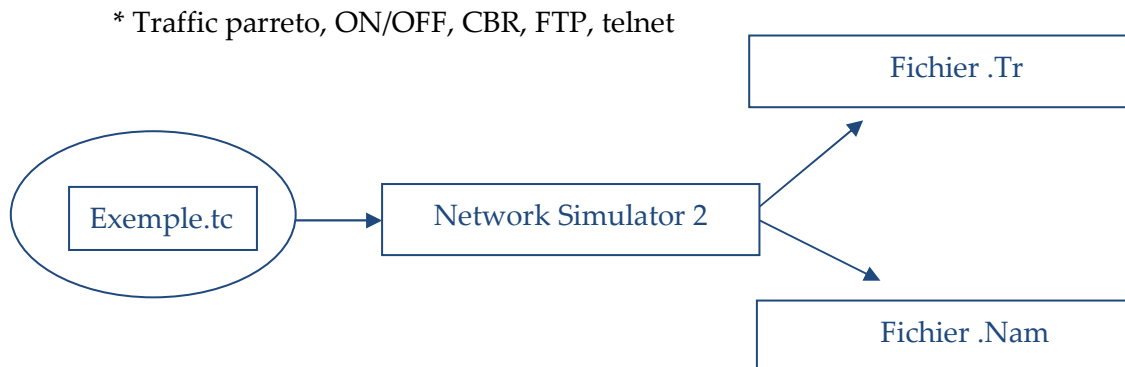 * Traffic parreto, ON/OFF, CBR, FTP, telnet
Fichier .Tr
Exemple.tc
Network Simulator 2
Fichier .Nam